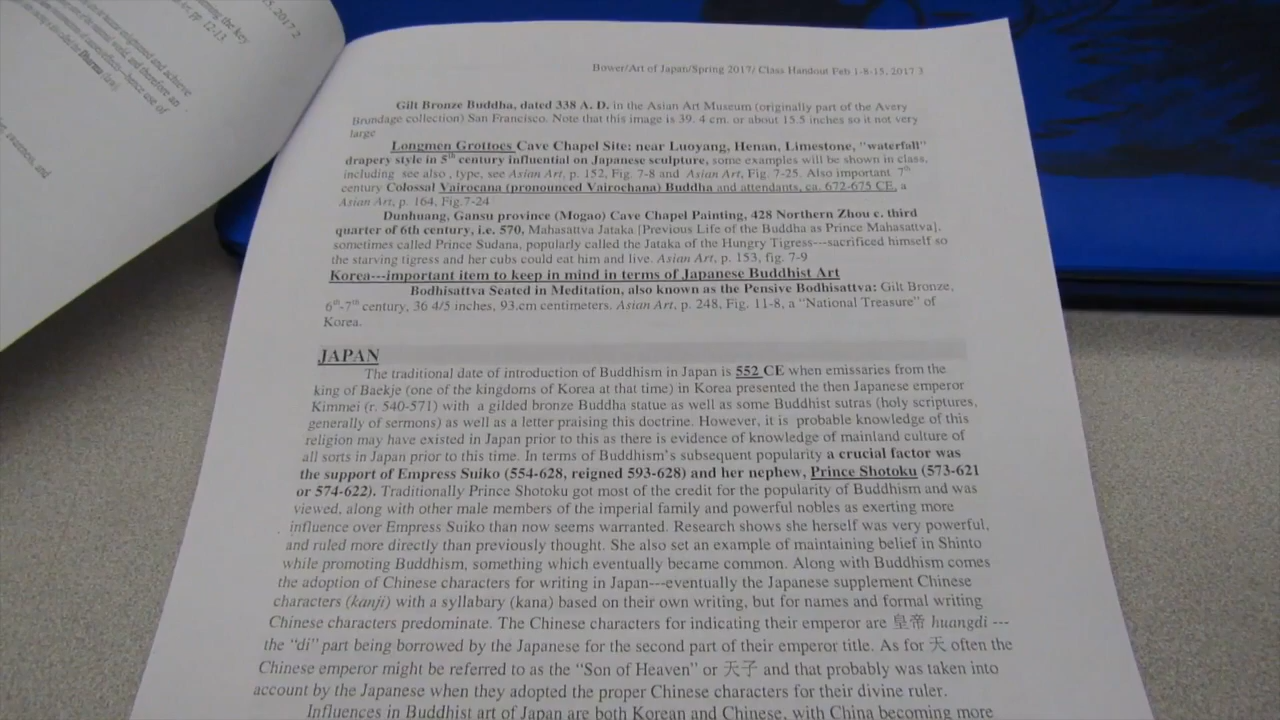 5, 2017 2
ming, the key
pp. 12-13
enlightened and achieve
world, and therefore an
hence use of
Dharma (law)
awareness, and
Bower/Art of Japan/Spring 2017/ Class Handout Feb 1-8-15, 2017 3
Gilt Bronze Buddha, dated 338 A. D. in the Asian Art Museum (originally part of the Avery
Brundage collection) San Francisco. Note that this image is 39. 4 cm. or about 15.5 inches so it not very
large
Longmen Grottoes Cave Chapel Site: near Luoyang, Henan, Limestone, "waterfall"
drapery style in 5th century influential on Japanese sculpture, some examples will be shown in class,
including see also , type, see Asian Art, p. 152, Fig. 7-8 and Asian Art, Fig. 7-25. Also important 7th
century Colossal Vairocana (pronounced Vairochana) Buddha and attendants, ca. 672-675 CE, a
Asian Art, p. 164, Fig.7-24
Dunhuang, Gansu province (Mogao) Cave Chapel Painting, 428 Northern Zhou c. third
quarter of 6th century, i.e. 570, Mahasattva Jataka [Previous Life of the Buddha as Prince Mahasattva],
sometimes called Prince Sudana, popularly called the Jataka of the Hungry Tigress---sacrificed himself so
the starving tigress and her cubs could eat him and live. Asian Art, p. 153, fig. 7-9
Korea---important item to keep in mind in terms of Japanese Buddhist Art
Bodhisattva Seated in Meditation, also known as the Pensive Bodhisattva: Gilt Bronze,
6th-7th century, 36 4/5 inches, 93.cm centimeters. Asian Art, p. 248, Fig. 11-8, a "National Treasure" of
Korea.
JAPAN
The traditional date of introduction of Buddhism in Japan is 552 CE when emissaries from the
king of Baekje (one of the kingdoms of Korea at that time) in Korea presented the then Japanese emperor
Kimmei (r. 540-571) with a gilded bronze Buddha statue as well as some Buddhist sutras (holy scriptures,
generally of sermons) as well as a letter praising this doctrine. However, it is probable knowledge of this
religion may have existed in Japan prior to this as there is evidence of knowledge of mainland culture of
all sorts in Japan prior to this time. In terms of Buddhism's subsequent popularity a crucial factor was
the support of Empress Suiko (554-628, reigned 593-628) and her nephew, Prince Shotoku (573-621
or 574-622). Traditionally Prince Shotoku got most of the credit for the popularity of Buddhism and was
viewed, along with other male members of the imperial family and powerful nobles as exerting more
influence over Empress Suiko than now seems warranted. Research shows she herself was very powerful,
and ruled more directly than previously thought. She also set an example of maintaining belief in Shinto
while promoting Buddhism, something which eventually became common. Along with Buddhism comes
the adoption of Chinese characters for writing in Japan---eventually the Japanese supplement Chinese
characters (kanji) with a syllabary (kana) based on their own writing, but for names and formal writing
Chinese characters predominate. The Chinese characters for indicating their emperor are 皇帝 huangdi ---
the "di" part being borrowed by the Japanese for the second part of their emperor title. As for 天 often the
Chinese emperor might be referred to as the "Son of Heaven" or 天子 and that probably was taken into
account by the Japanese when they adopted the proper Chinese characters for their divine ruler.
Influences in Buddhist art of Japan are both Korean and Chinese, with China becoming more